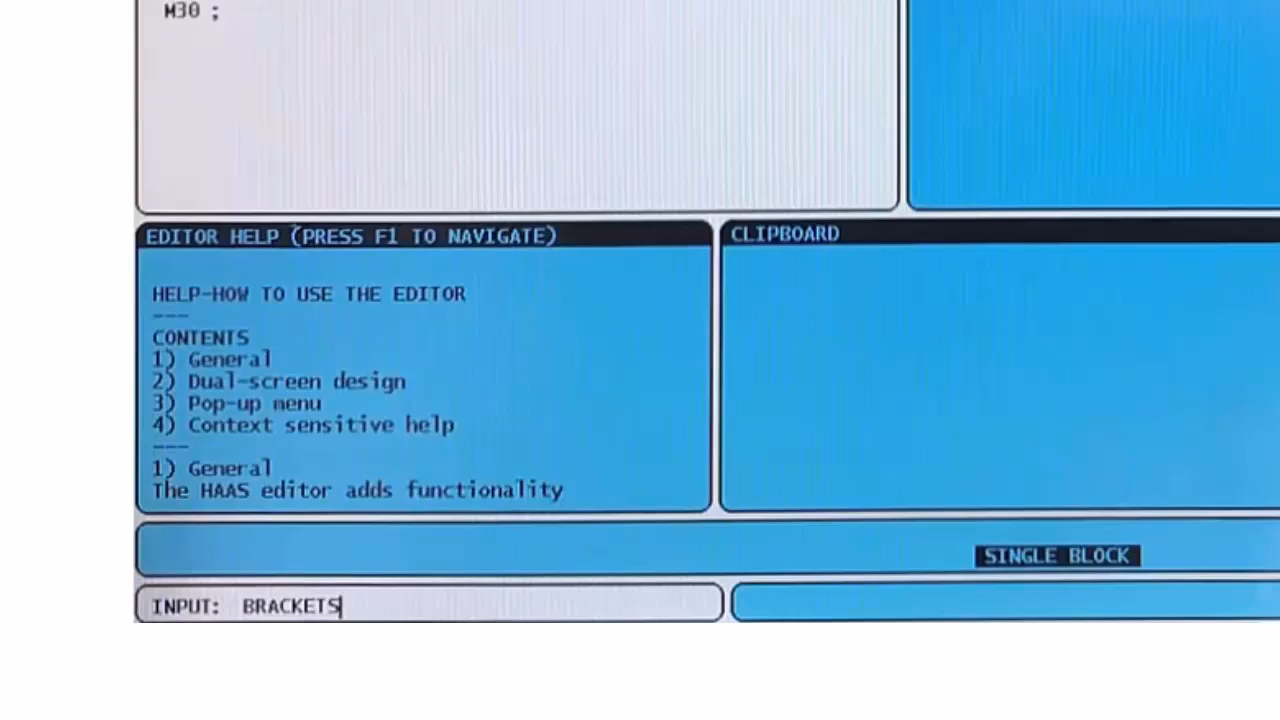 M30 ;
EDITOR HELP (PRESS F1 TO NAVIGATE)
HELP-HOW TO USE THE EDITOR
---
CONTENTS
1) General
2) Dual-screen design
3) Pop-up menu
4) Context sensitive help
---
1) General
The HAAS editor adds functionality
CLIPBOARD
SINGLE BLOCK
INPUT: BRACKETS